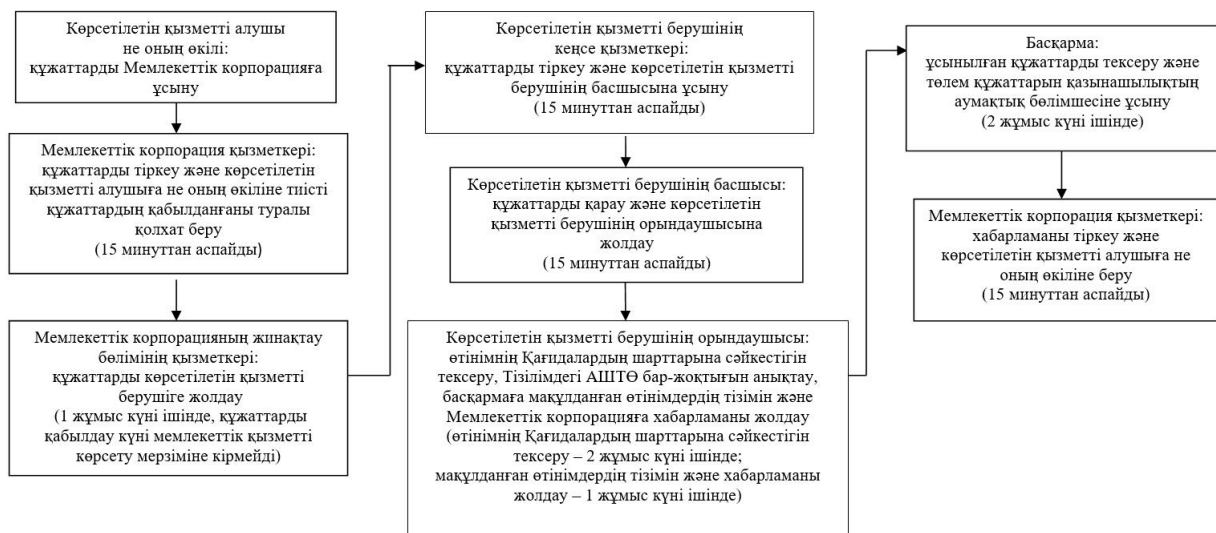 Көрсетілетін қызметті алушы
не оның өкілі:
құжаттарды Мемлекеттік корпорацияға
ұсыну
Мемлекеттік корпорация қызметкері:
құжаттарды тіркеу және көрсетілетін
қызметті алушыға не оның өкіліне тиісті
құжаттардың қабылданғаны туралы
қолхат беру
(15 минуттан аспайды)
Мемлекеттік корпорацияның жинақтау
бөлімінің қызметкері:
құжаттарды көрсетілетін қызметті
берушіге жолдау
(1 жұмыс күні ішінде, құжаттарды
қабылдау күні мемлекеттік қызметті
көрсету мерзіміне кірмейді)
Көрсетілетін қызметті берушінің
кеңсе қызметкері:
құжаттарды тіркеу және көрсетілетін қызметті
берушінің басшысына ұсыну
(15 минуттан аспайды)
Көрсетілетін қызметті берушінің басшысы:
құжаттарды қарау және көрсетілетін
қызметті берушінің орындаушысына
жолдау
(15 минуттан аспайды)
Көрсетілетін қызметті берушінің орындаушысы:
өтінімнің Қағидалардың шарттарына сәйкестігін
тексеру, Тізілімдегі АШТӨ бар-жоқтығын анықтау,
басқармаға мақұлданған өтінімдердің тізімін және
Мемлекеттік корпорацияға хабарламаны жолдау
(өтінімнің Қағидалардың шарттарына сәйкестігін
тексеру – 2 жұмыс күні ішінде;
мақұлданған өтінімдердің тізімін және хабарламаны
жолдау – 1 жұмыс күні ішінде)
Басқарма:
ұсынылған құжаттарды тексеру және
төлем құжаттарын қазынашылықтың
аумақтық бөлімшесіне ұсыну
(2 жұмыс күні ішінде)
Мемлекеттік корпорация қызметкері:
хабарламаны тіркеу және
көрсетілетін қызметті алушыға не
оның өкіліне беру
(15 минуттан аспайды)